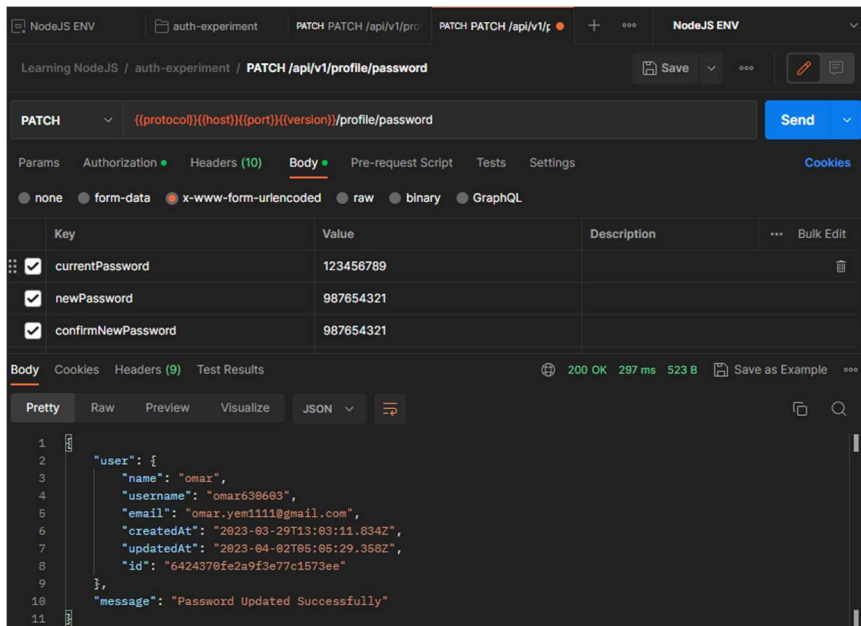 NodeJS ENV auth-experiment PATCH PATCH /api/v1/pro PATCH PATCH /api/v1/p NodeJS ENV
Learning NodeJS / auth-experiment / PATCH /api/v1/profile/password Save
PATCH {{protocol}}{{host}}{{port}}{{version}}/profile/password Send
Params Authorization Headers (10) Body Pre-request Script Tests Settings Cookies
none form-data x-www-form-urlencoded raw binary GraphQL
Key Value Description Bulk Edit
currentPassword 123456789
newPassword 987654321
confirmNewPassword 987654321
Body Cookies Headers (9) Test Results 200 OK 297 ms 523 B Save as Example
Pretty Raw Preview Visualize JSON
1 {
2 "user": {
3 "name": "omar",
4 "username": "omar630603",
5 "email": "omar.yem1111@gmail.com",
6 "createdAt": "2023-03-29T13:03:11.834Z",
7 "updatedAt": "2023-04-02T05:05:29.358Z",
8 "id": "6424370fe2a9f3e77c1573ee"
9 },
10 "message": "Password Updated Successfully"
11 }